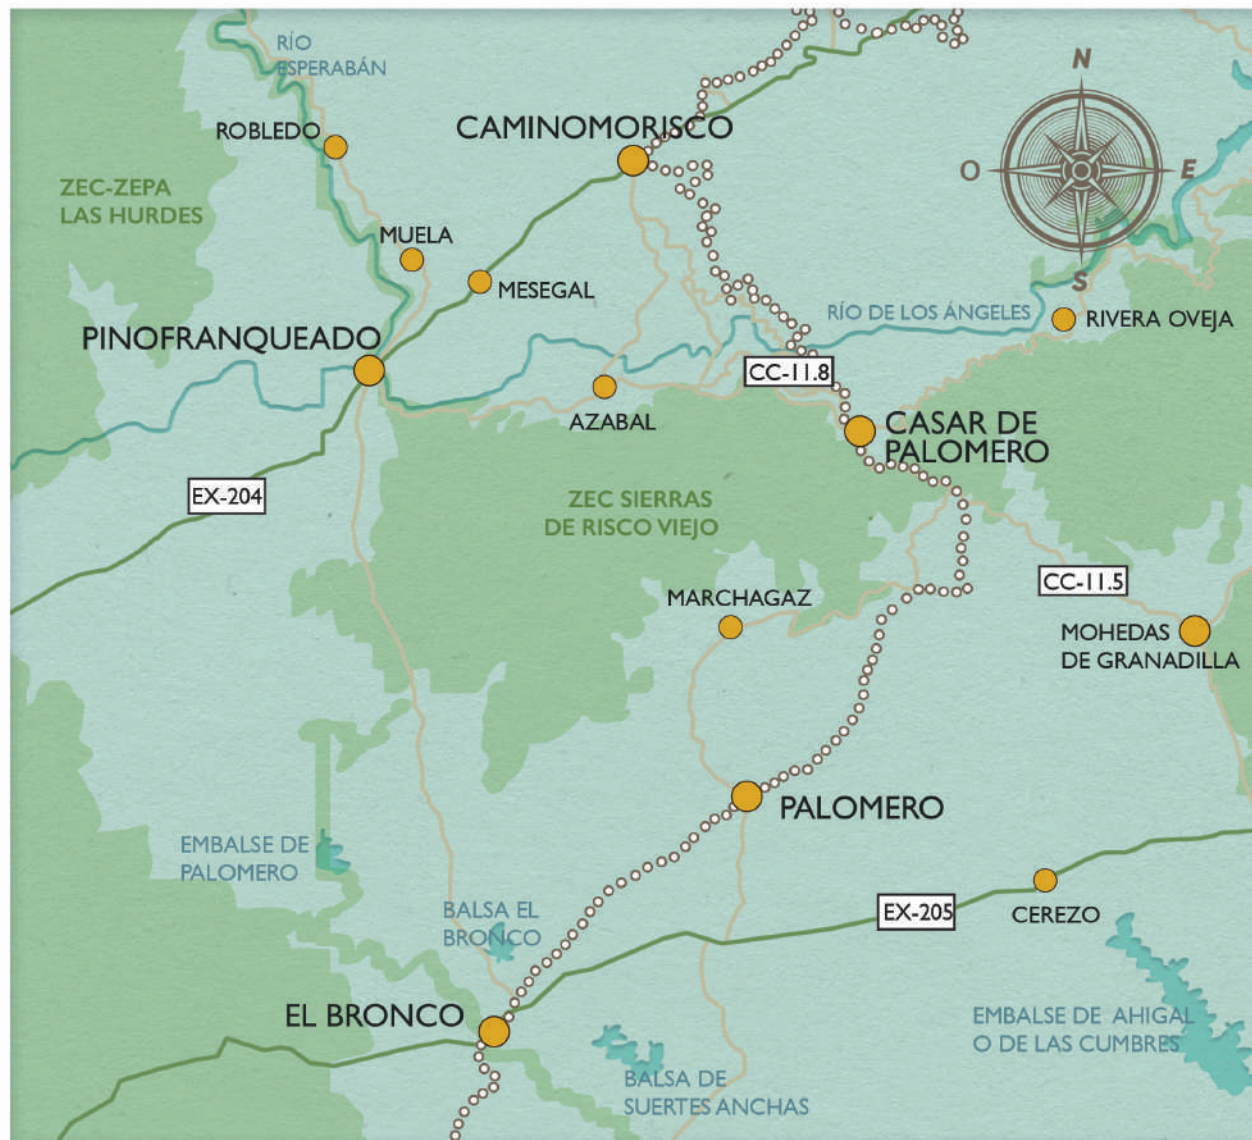 RÍO
ESPERABÁN
N
ROBLEDO
CAMINOMORISCO
O
E
ZEC-ZEPA
LAS HURDES
MUELA
S
MESEGAL
RÍO DE LOS ÁNGELES
RIVERA OVEJA
PINOFRANQUEADO
CC-11.8
AZABAL
CASAR DE
PALOMERO
EX-204
ZEC SIERRAS
DE RISCO VIEJO
CC-11.5
MARCHAGAZ
MOHEDAS
DE GRANADILLA
PALOMERO
EMBALSE DE
PALOMERO
BALSA EL
BRONCO
EX-205
CEREZO
EL BRONCO
EMBALSE DE AHIGAL
O DE LAS CUMBRES
BALSA DE
SUERTES ANCHAS